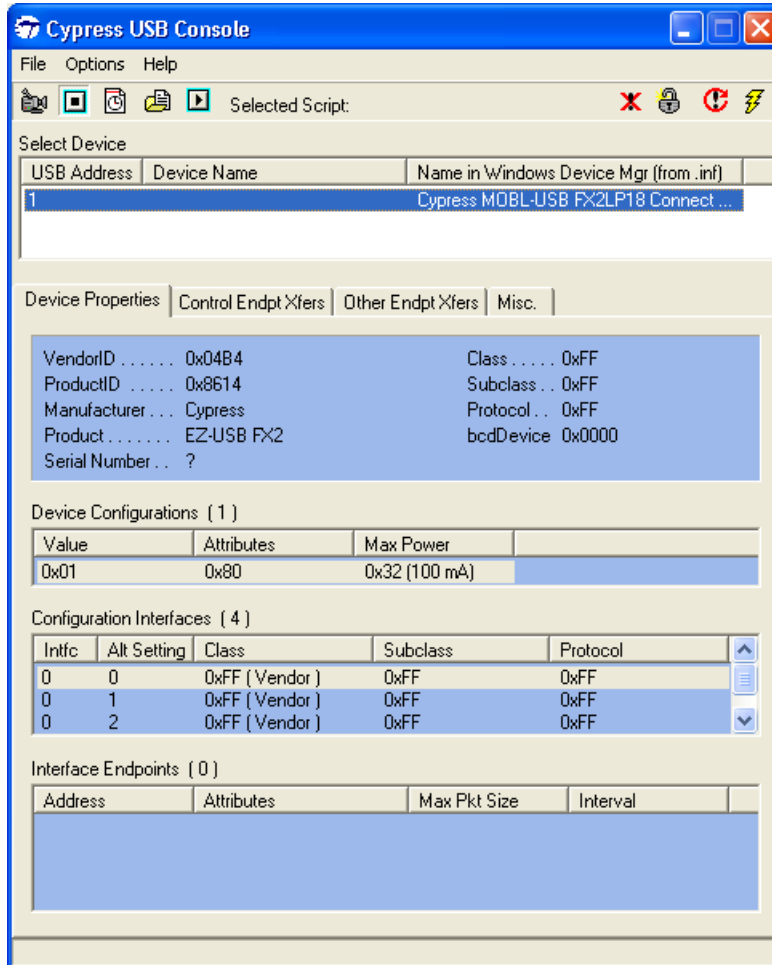 Cypress USB Console
File Options Help
Selected Script:
Select Device
USB Address Device Name Name in Windows Device Mgr (from .inf)
1 Cypress MOBL-USB FX2LP18 Connect ...
Device Properties Control Endpt Xfers Other Endpt Xfers Misc.
VendorID . . . . . . 0x04B4 Class . . . . . 0xFF
ProductID . . . . . 0x8614 Subclass . . 0xFF
Manufacturer . . . Cypress Protocol . . 0xFF
Product . . . . . . . EZ-USB FX2 bcdDevice 0x0000
Serial Number . . ?
Device Configurations ( 1 )
Value Attributes Max Power
0x01 0x80 0x32 (100 mA)
Configuration Interfaces ( 4 )
Intfc Alt Setting Class Subclass Protocol
0 0 0xFF ( Vendor ) 0xFF 0xFF
0 1 0xFF ( Vendor ) 0xFF 0xFF
0 2 0xFF ( Vendor ) 0xFF 0xFF
Interface Endpoints ( 0 )
Address Attributes Max Pkt Size Interval